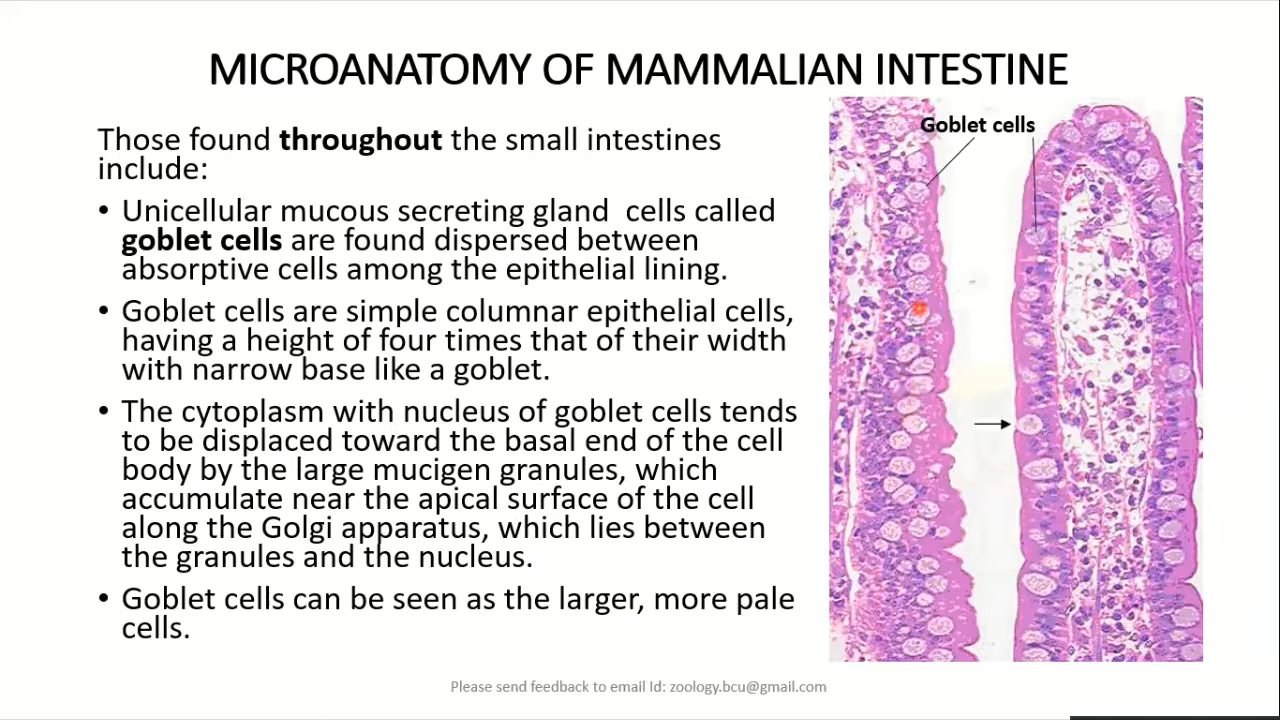 MICROANATOMY OF MAMMALIAN INTESTINE
Those found throughout the small intestines
include:
• Unicellular mucous secreting gland cells called
goblet cells are found dispersed between
absorptive cells among the epithelial lining.
• Goblet cells are simple columnar epithelial cells,
having a height of four times that of their width
with narrow base like a goblet.
• The cytoplasm with nucleus of goblet cells tends
to be displaced toward the basal end of the cell
body by the large mucigen granules, which
accumulate near the apical surface of the cell
along the Golgi apparatus, which lies between
the granules and the nucleus.
• Goblet cells can be seen as the larger, more pale
cells.
Goblet cells
Please send feedback to email Id: zoology.bcu@gmail.com